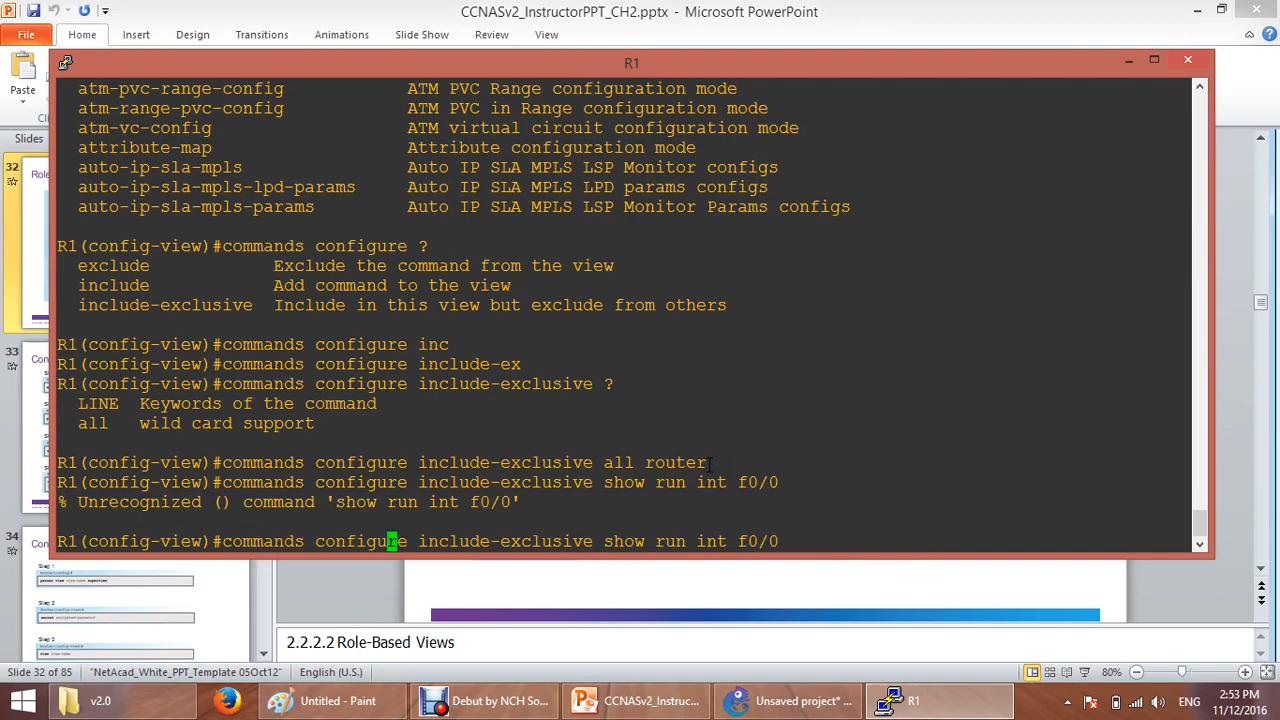 CCNASv2_InstructorPPT_CH2.pptx - Microsoft PowerPoint
File Home Insert Design Transitions Animations Slide Show Review View
Paste
Slides
R1
atm-pvc-range-config ATM PVC Range configuration mode
atm-range-pvc-config ATM PVC in Range configuration mode
atm-vc-config ATM virtual circuit configuration mode
attribute-map Attribute configuration mode
auto-ip-sla-mpls Auto IP SLA MPLS LSP Monitor configs
auto-ip-sla-mpls-lpd-params Auto IP SLA MPLS LPD params configs
auto-ip-sla-mpls-params Auto IP SLA MPLS LSP Monitor Params configs
R1(config-view)#commands configure ?
exclude Exclude the command from the view
include Add command to the view
include-exclusive Include in this view but exclude from others
R1(config-view)#commands configure inc
R1(config-view)#commands configure include-ex
R1(config-view)#commands configure include-exclusive ?
LINE Keywords of the command
all wild card support
R1(config-view)#commands configure include-exclusive all router
R1(config-view)#commands configure include-exclusive show run int f0/0
% Unrecognized () command 'show run int f0/0'
R1(config-view)#commands configure include-exclusive show run int f0/0
32
33
34
Step 1
Step 2
Step 3
2.2.2.2 Role-Based Views
Slide 32 of 85 "NetAcad_White_PPT_Template 05Oct12" English (U.S.) 80%
v2.0 Untitled - Paint Debut by NCH So... CCNASv2_Instruc... Unsaved project* ... R1
ENG
2:53 PM
11/12/2016